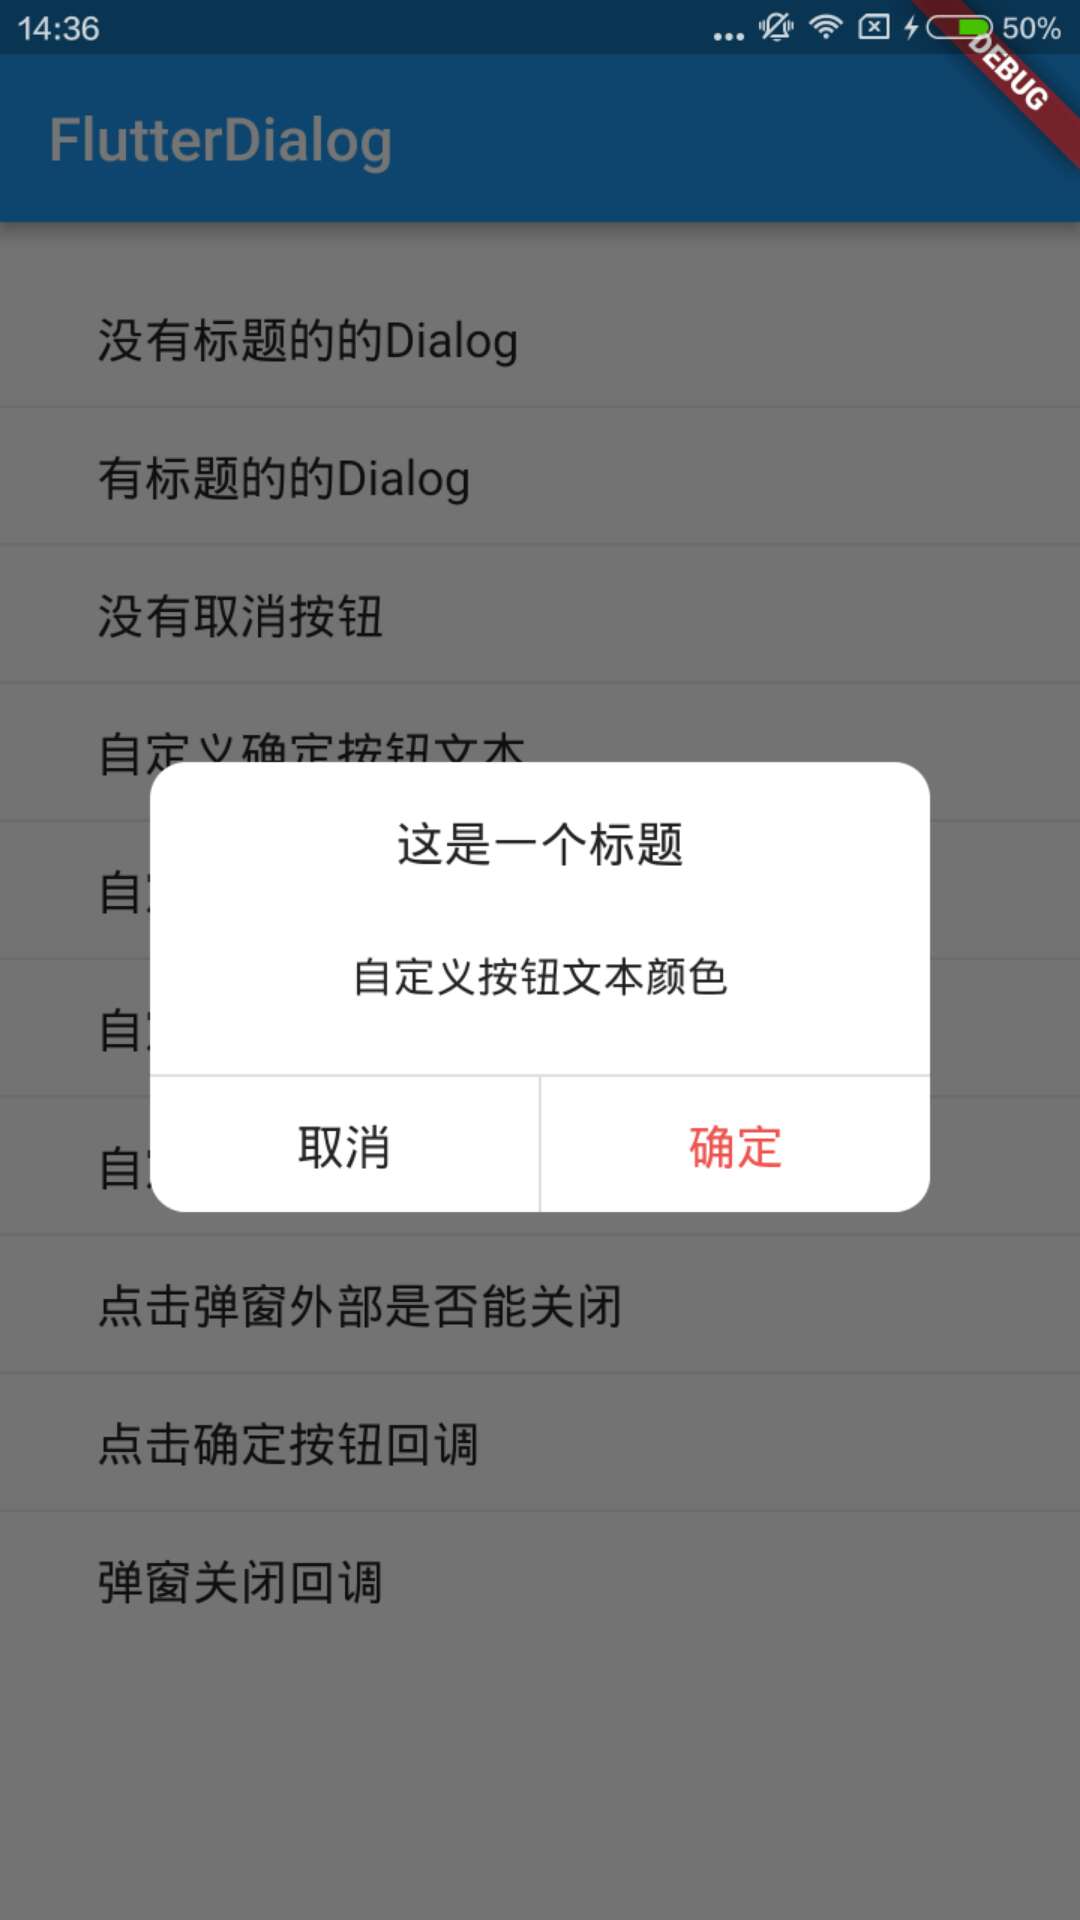 14:36
50%
DEBUG
FlutterDialog
没有标题的的Dialog
有标题的的Dialog
没有取消按钮
自定义确定按钮文本
自
自
自
这是一个标题
自定义按钮文本颜色
取消
确定
点击弹窗外部是否能关闭
点击确定按钮回调
弹窗关闭回调